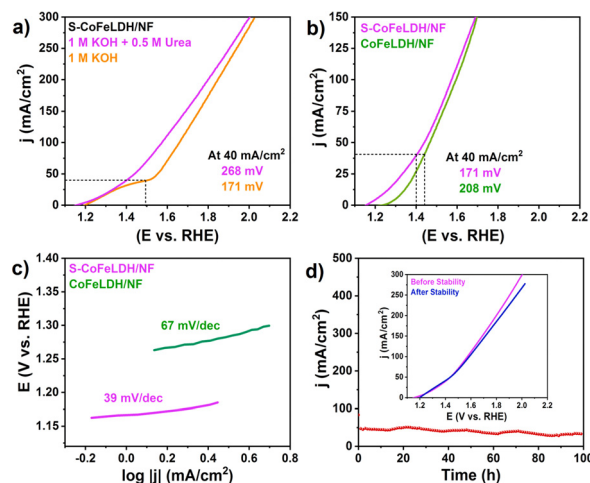 a)
S-CoFeLDH/NF
1 M KOH + 0.5 M Urea
1 M KOH
At 40 mA/cm²
268 mV
171 mV
j (mA/cm²)
300
250
200
150
100
50
0
1.2 1.4 1.6 1.8 2.0 2.2
(E vs. RHE)
b)
S-CoFeLDH/NF
CoFeLDH/NF
At 40 mA/cm²
171 mV
208 mV
j (mA/cm²)
150
125
100
75
50
25
0
1.2 1.4 1.6 1.8 2.0 2.2
(E vs. RHE)
c)
S-CoFeLDH/NF
CoFeLDH/NF
67 mV/dec
39 mV/dec
E (V vs. RHE)
1.40
1.35
1.30
1.25
1.20
1.15
1.10
-0.2 0.0 0.2 0.4 0.6 0.8
log |j| (mA/cm²)
d)
j (mA/cm²)
500
400
300
200
100
0
0 20 40 60 80 100
Time (h)
Before Stability
After Stability
j (mA/cm²)
300
250
200
150
100
50
0
1.2 1.4 1.6 1.8 2.0 2.2
E (V vs. RHE)